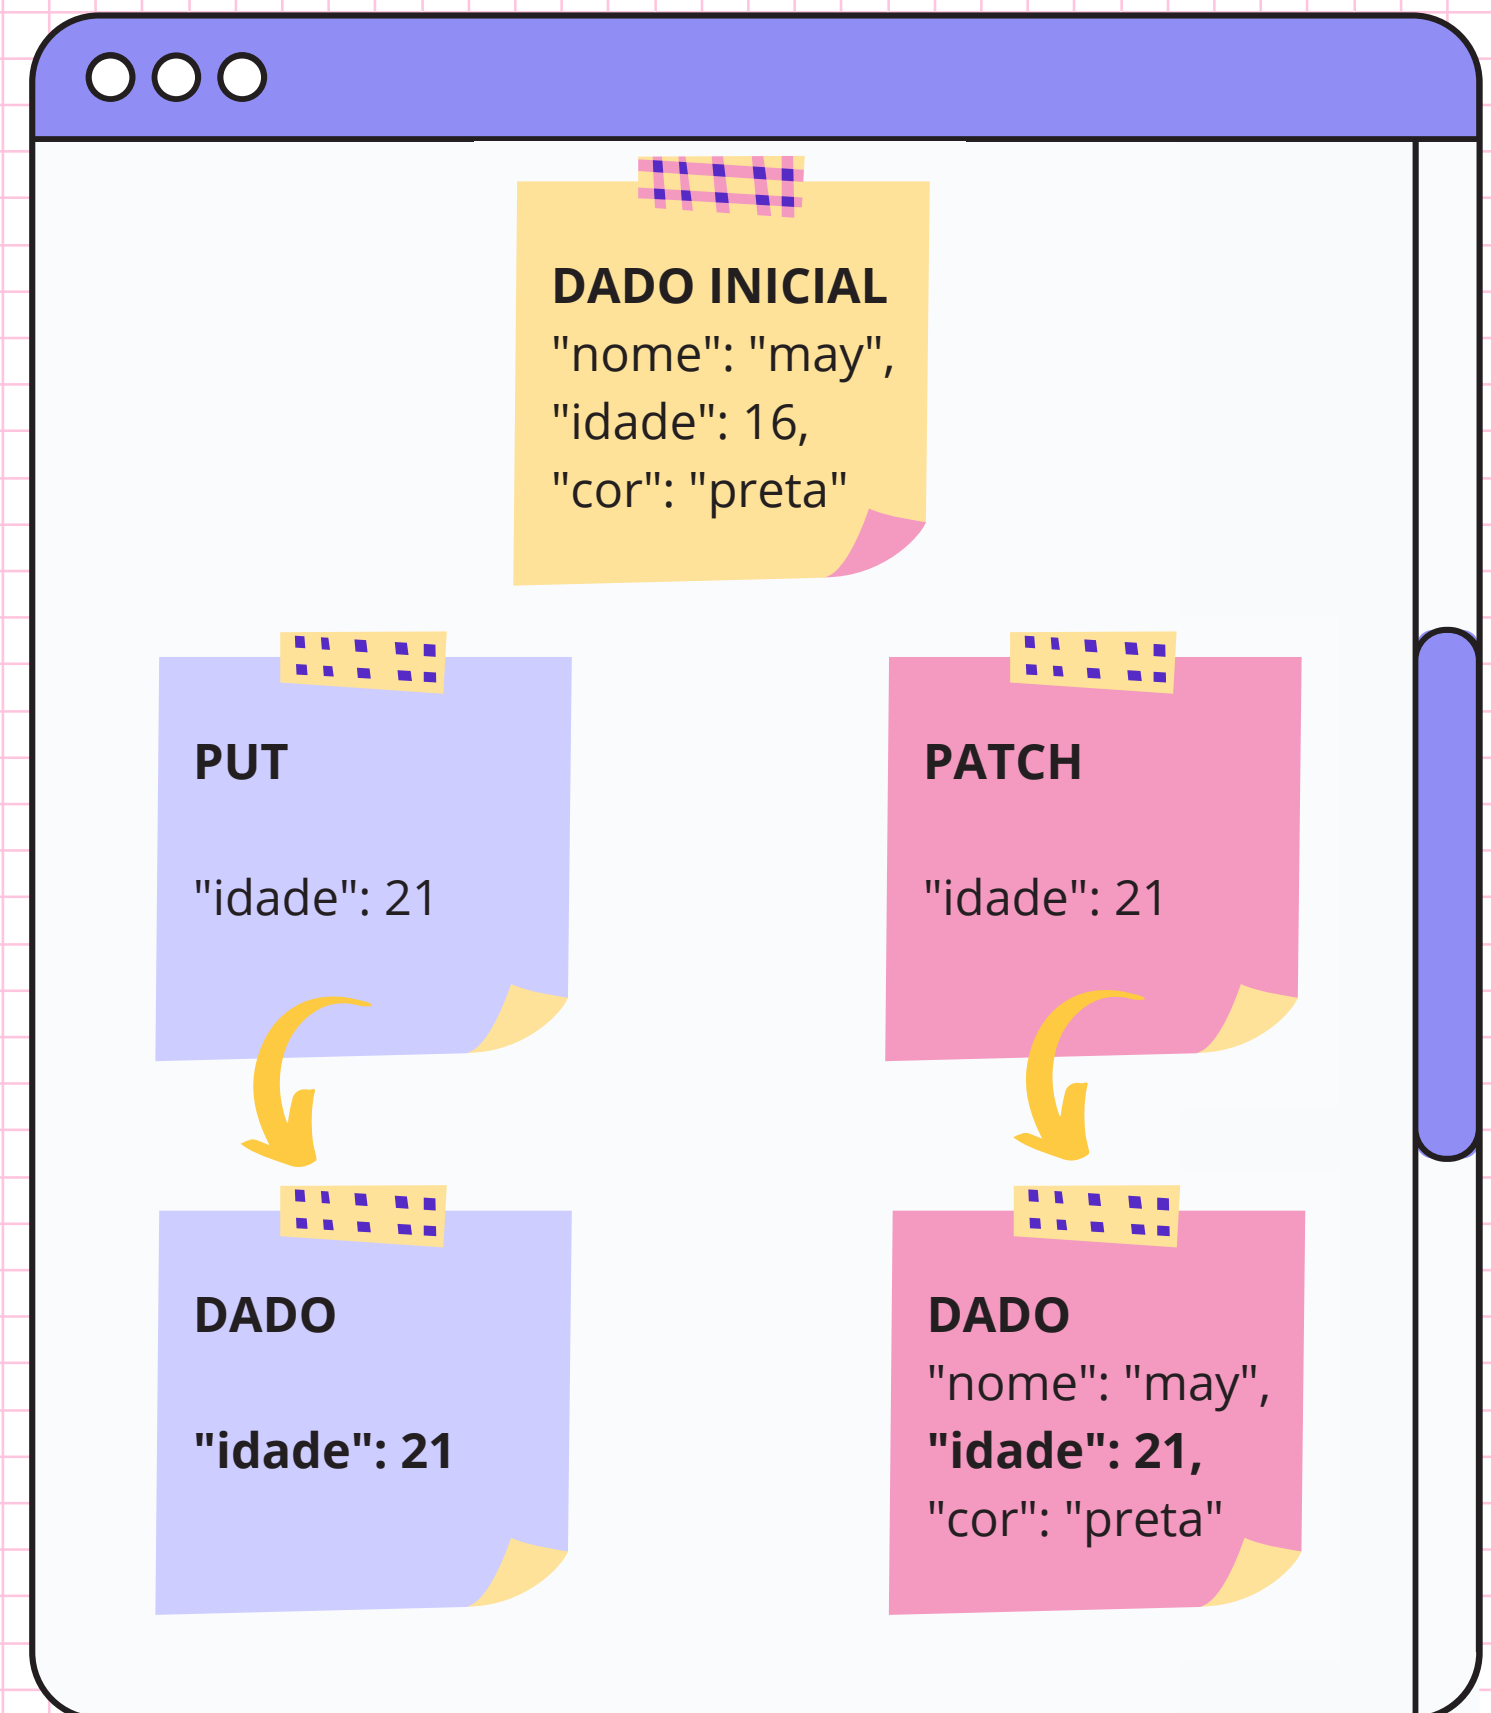 DADO INICIAL
"nome": "may",
"idade": 16,
"cor": "preta"
PUT
"idade": 21
PATCH
"idade": 21
DADO
"idade": 21
DADO
"nome": "may",
"idade": 21,
"cor": "preta"